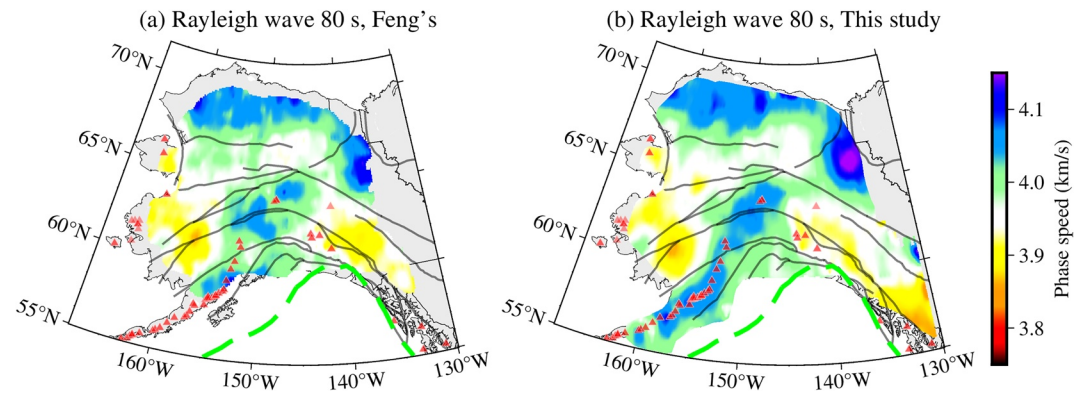 (a) Rayleigh wave 80 s, Feng's
(b) Rayleigh wave 80 s, This study
70°N
65°N
60°N
55°N
160°W
150°W
140°W
130°W
70°N
65°N
60°N
55°N
160°W
150°W
140°W
130°W
4.1
4.0
3.9
3.8
Phase speed (km/s)